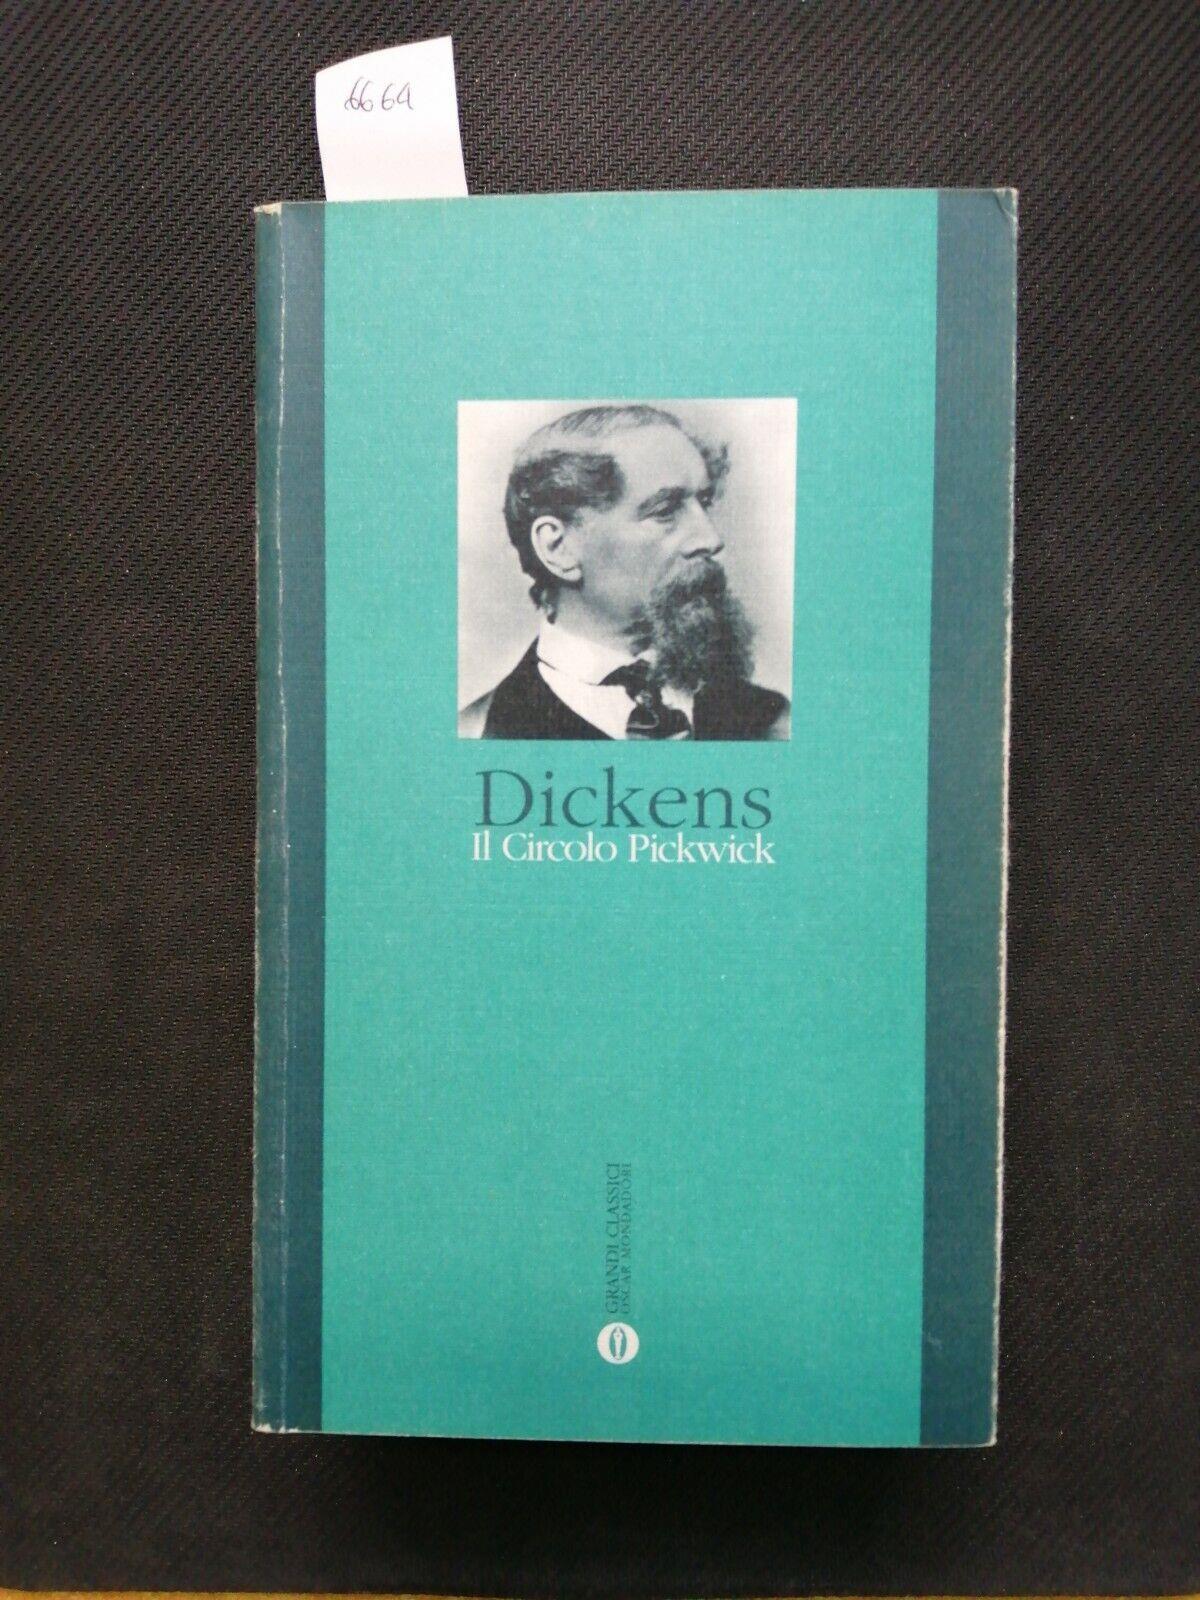 6664
Dickens
Il Circolo Pickwick
GRANDI CLASSICI
OSCAR MONDADORI